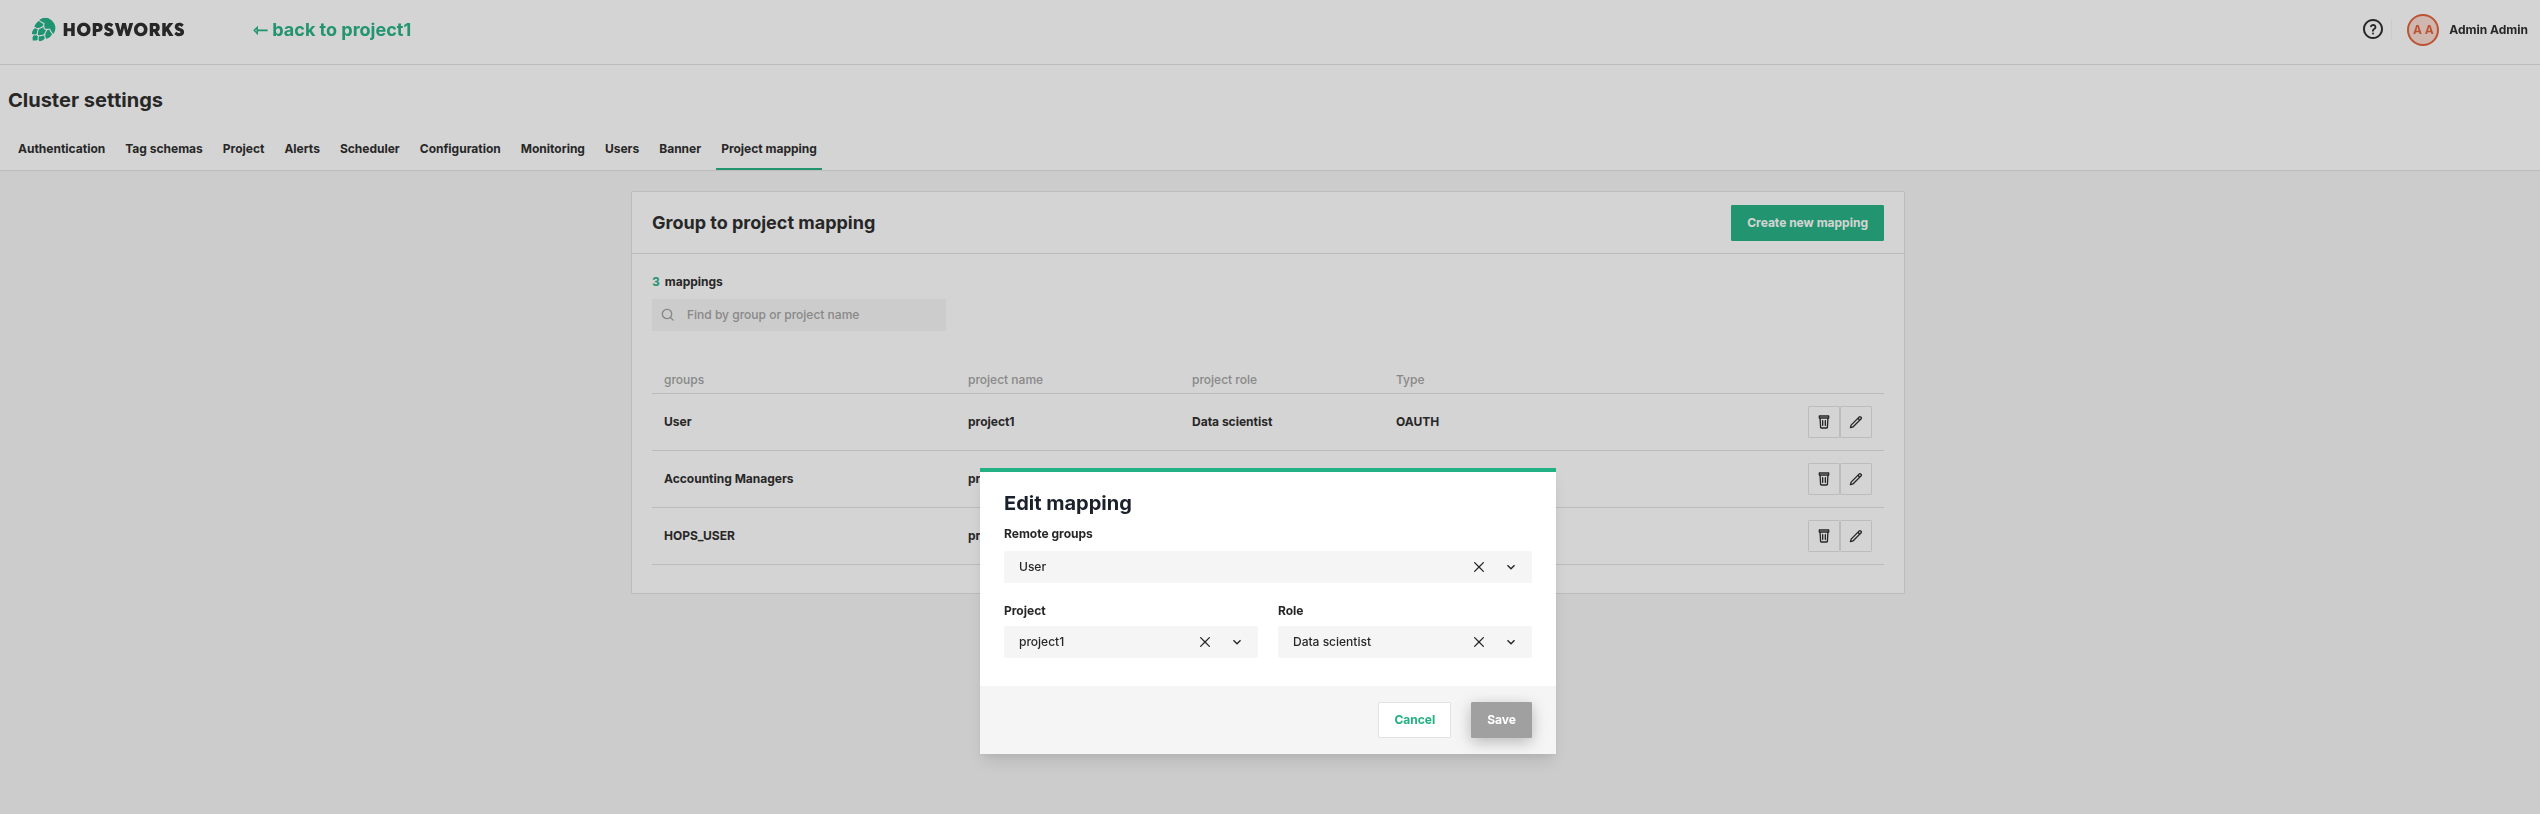 HOPSWORKS
← back to project1
? A A Admin Admin
Cluster settings
Authentication Tag schemas Project Alerts Scheduler Configuration Monitoring Users Banner Project mapping
Group to project mapping
Create new mapping
3 mappings
Find by group or project name
groups project name project role Type
User project1 Data scientist OAUTH
Accounting Managers pr
HOPS_USER pr
Edit mapping
Remote groups
User
Project Role
project1 Data scientist
Cancel Save